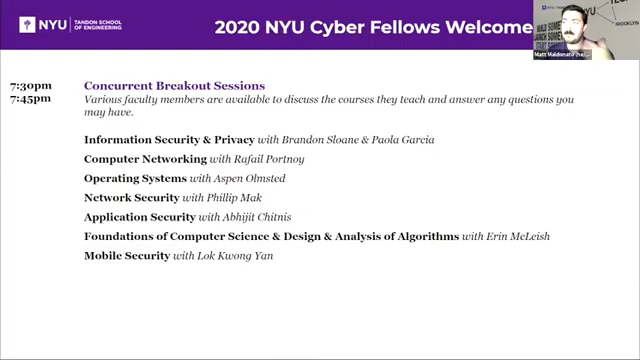 NYU
TANDON SCHOOL
OF ENGINEERING
2020 NYU Cyber Fellows Welcome
NYU
BROOKLYN
Matt Maldonado
7:30pm
7:45pm
Concurrent Breakout Sessions
Various faculty members are available to discuss the courses they teach and answer any questions you
may have.
Information Security & Privacy with Brandon Sloane & Paola Garcia
Computer Networking with Rafail Portnoy
Operating Systems with Aspen Olmsted
Network Security with Phillip Mak
Application Security with Abhijit Chitnis
Foundations of Computer Science & Design & Analysis of Algorithms with Erin McLeish
Mobile Security with Lok Kwong Yan